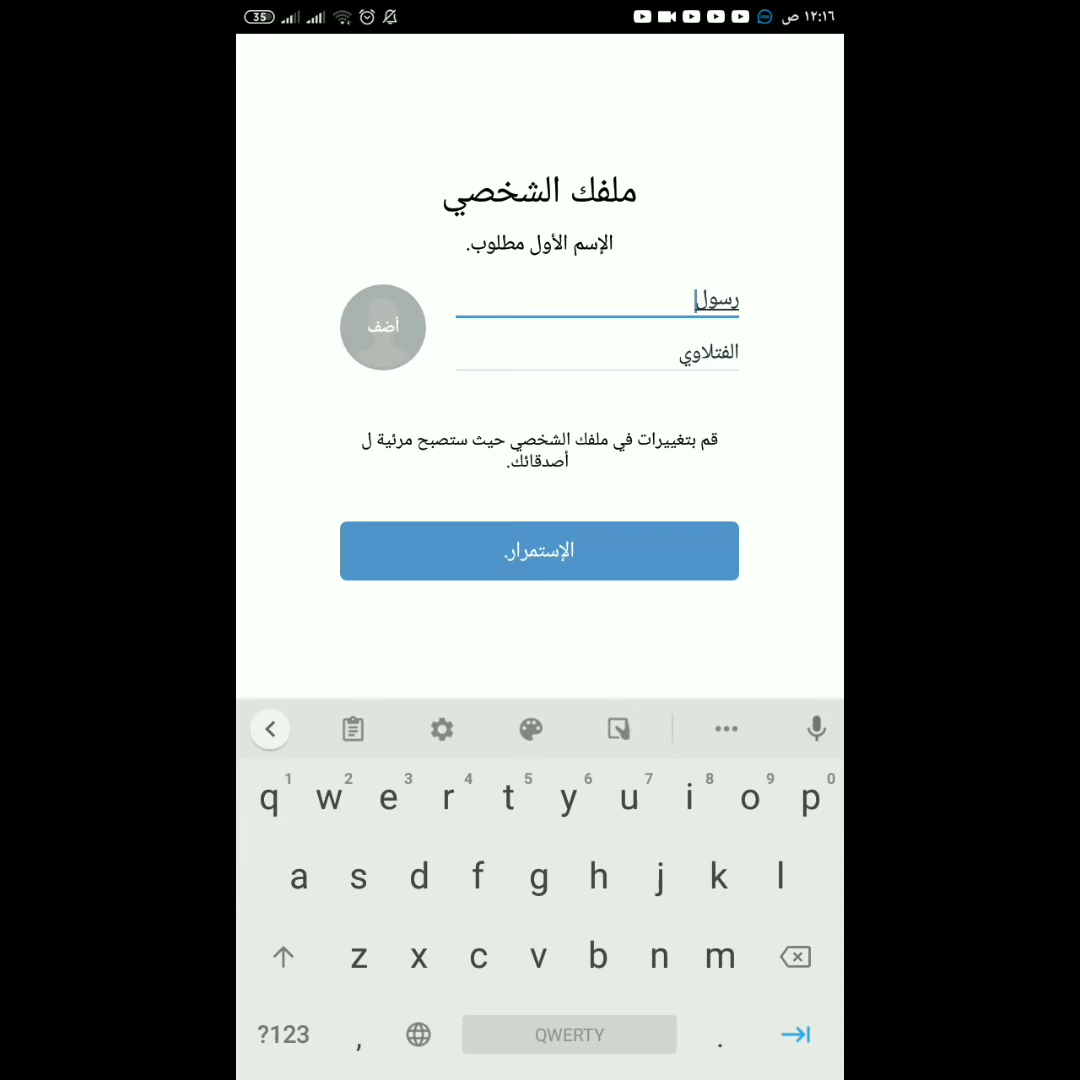 35
١٢:١٦ ص
ملفك الشخصي
الإسم الأول مطلوب.
أضف
رسول
الفتلاوي
قم بتغييرات في ملفك الشخصي حيث ستصبح مرئية ل
أصدقائك.
الإستمرار.
q 1 w 2 e 3 r 4 t 5 y 6 u 7 i 8 o 9 p 0
a s d f g h j k l
z x c v b n m
?123 , QWERTY .